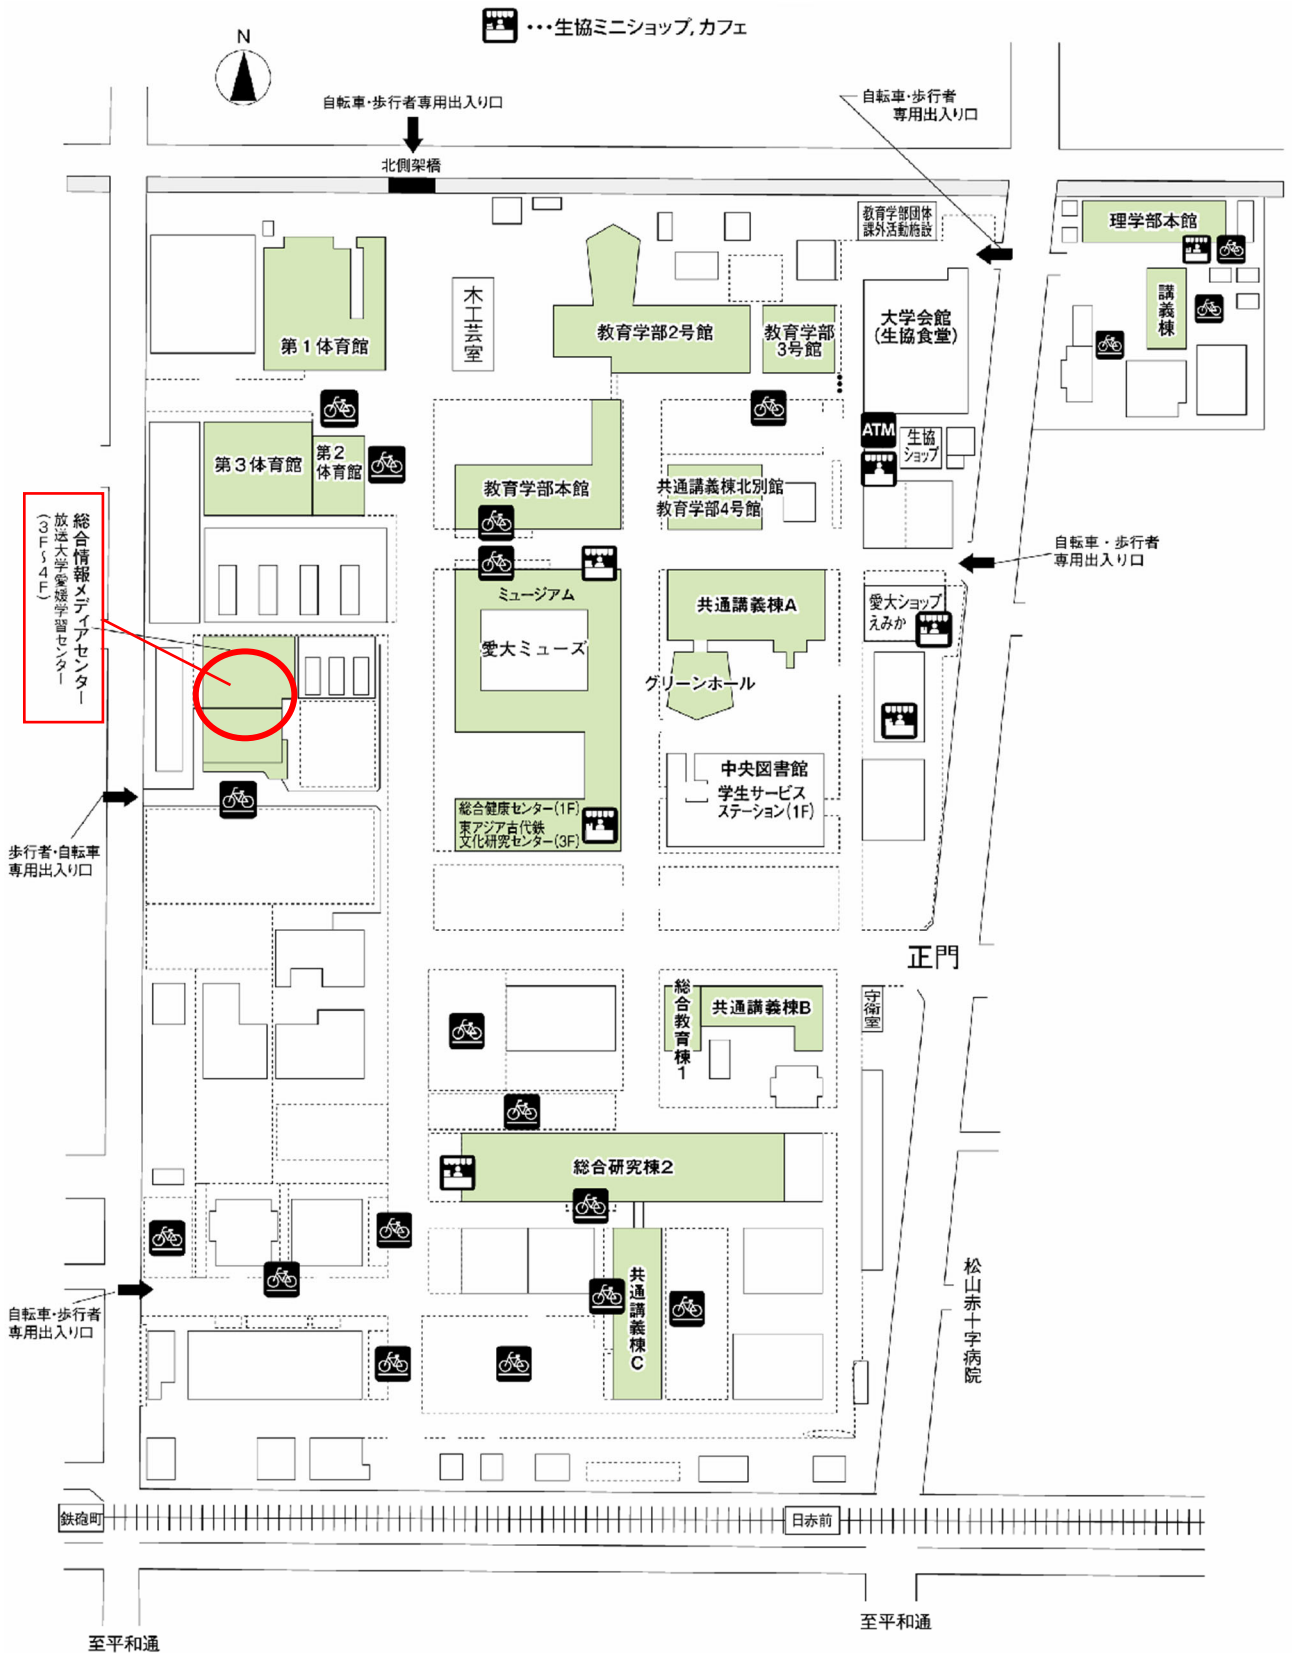 …生協ミニショップ,カフェ
N
自転車・歩行者専用出入り口
北側架橋
自転車・歩行者
専用出入り口
教育学部団体
課外活動施設
理学部本館
講義棟
第1体育館
木工芸室
教育学部2号館
教育学部
3号館
大学会館
(生協食堂)
ATM
生協
ショップ
第3体育館
第2
体育館
教育学部本館
共通講義棟北別館
教育学部4号館
自転車・歩行者
専用出入り口
総合情報メディアセンター
放送大学愛媛学習センター
(3F~4F)
ミュージアム
愛大ミューズ
共通講義棟A
グリーンホール
愛大ショップ
えみか
中央図書館
学生サービス
ステーション(1F)
総合健康センター(1F)
東アジア古代鉄
文化研究センター(3F)
歩行者・自転車
専用出入り口
正門
守衛室
総合教育棟1
共通講義棟B
総合研究棟2
共通講義棟C
自転車・歩行者
専用出入り口
松山赤十字病院
鉄砲町
日赤前
至平和通
至平和通